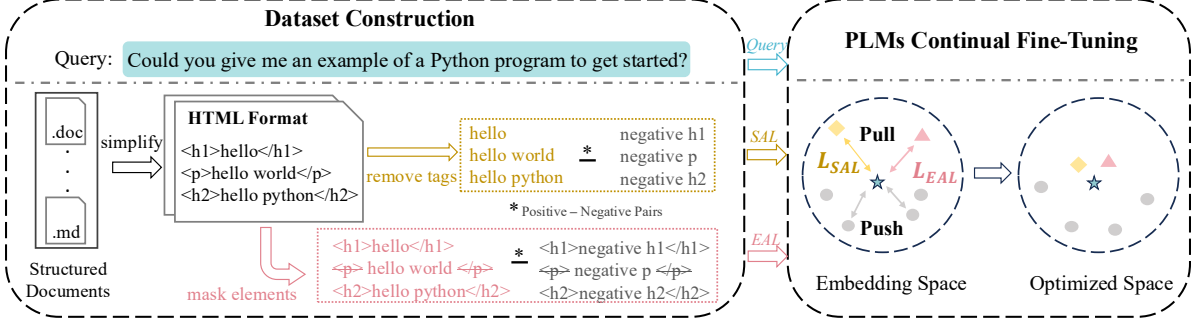 Dataset Construction
Query: Could you give me an example of a Python program to get started?
.doc
.
.
.
.md
Structured
Documents
simplify
HTML Format
<h1>hello</h1>
<p>hello world</p>
<h2>hello python</h2>
remove tags
hello
hello world
hello python
*
negative h1
negative p
negative h2
* Positive – Negative Pairs
mask elements
<h1>hello</h1>
<p> hello world </p>
<h2>hello python</h2>
*
<h1>negative h1</h1>
<p> negative p </p>
<h2>negative h2</h2>
Query
SAL
EAL
PLMs Continual Fine-Tuning
Pull
L_SAL
L_EAL
Push
Embedding Space
Optimized Space